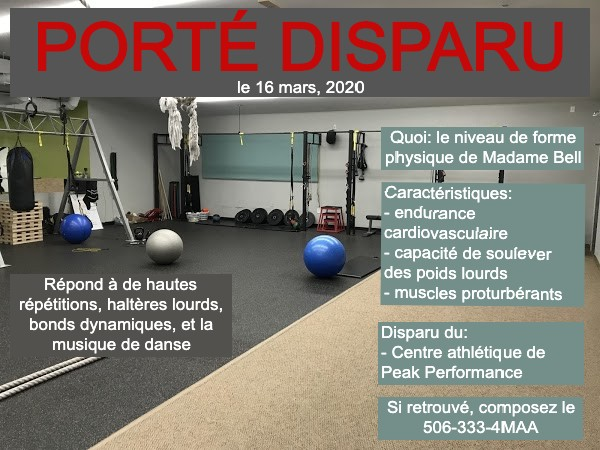 PORTÉ DISPARU
le 16 mars, 2020
Quoi: le niveau de forme
physique de Madame Bell
Caractéristiques:
- endurance
cardiovasculaire
- capacité de soulever
des poids lourds
- muscles proturbérants
Répond à de hautes
répétitions, haltères lourds,
bonds dynamiques, et la
musique de danse
Disparu du:
- Centre athlétique de
Peak Performance
Si retrouvé, composez le
506-333-4MAA